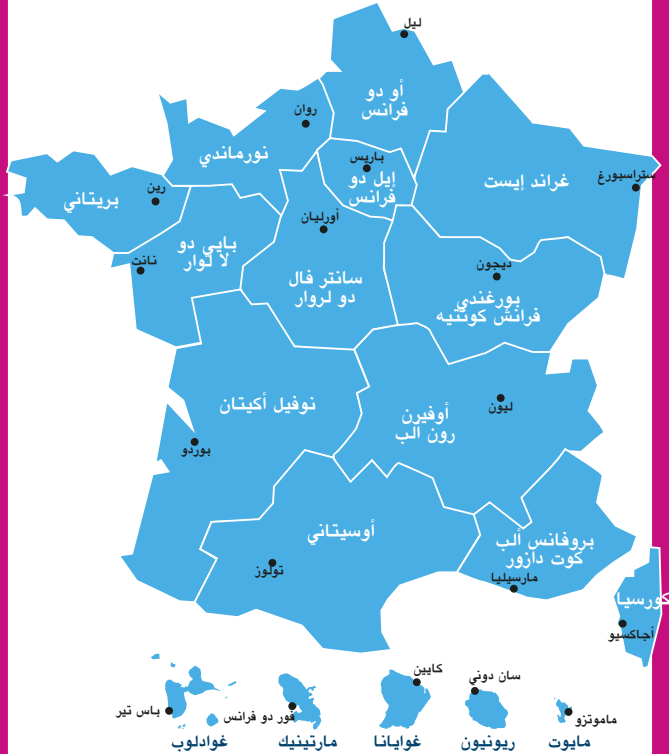 ليل
أو دو
فرانس
روان
نورماندي
باريس
إيل دو
فرانس
غراند إيست
ستراسبورغ
رين
بريتاني
أورليان
بايي دو
لا لوار
نانت
سانتر فال
دو لروار
ديجون
بورغندي
فرانش كونتيه
نوفيل أكيتان
ليون
أوفيرن
رون ألب
بوردو
أوسيتاني
بروفانس ألب
كوت دازور
تولوز
مارسيليا
كورسيا
أجاكسيو
كايين
سان دوني
باس تير
فور دو فرانس
ماموتزو
غوادلوب
مارتينيك
غوايانا
ريونيون
مايوت